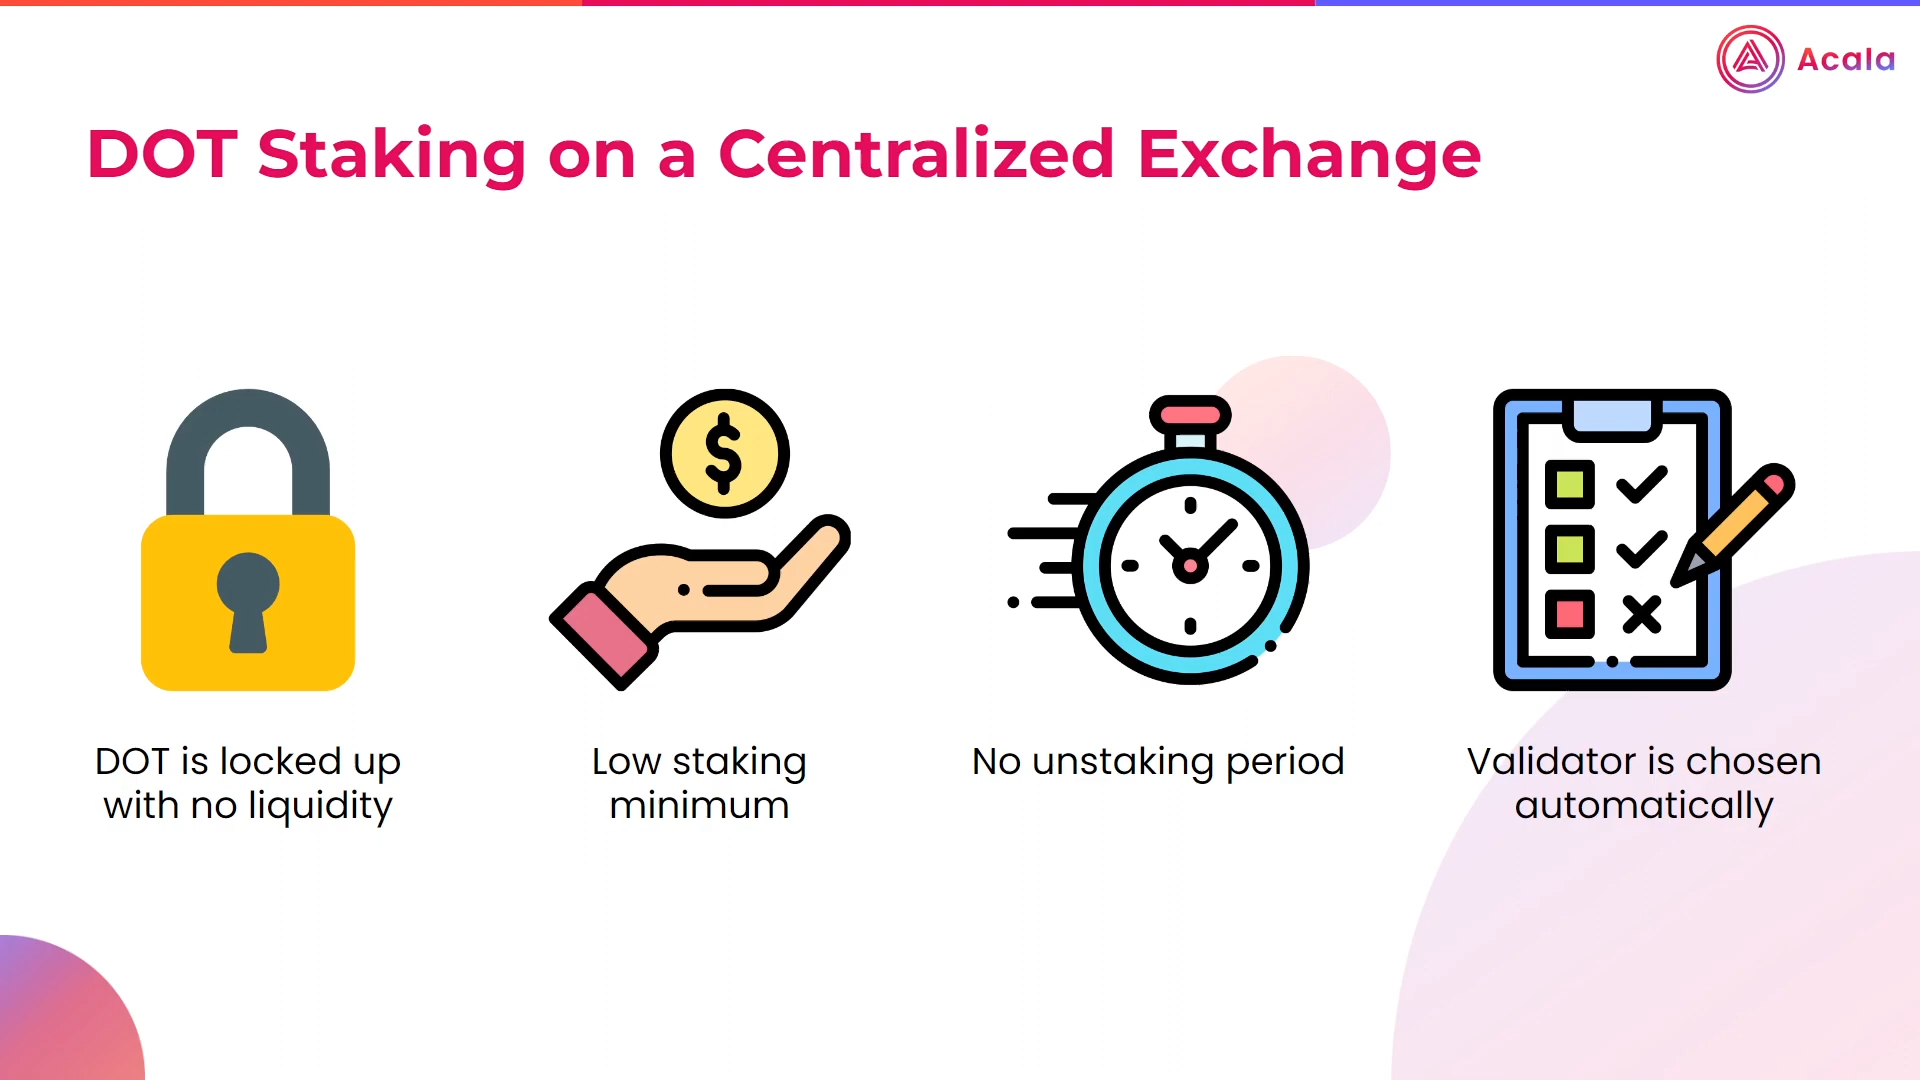 Acala
DOT Staking on a Centralized Exchange
$
DOT is locked up
with no liquidity
Low staking
minimum
No unstaking period
Validator is chosen
automatically